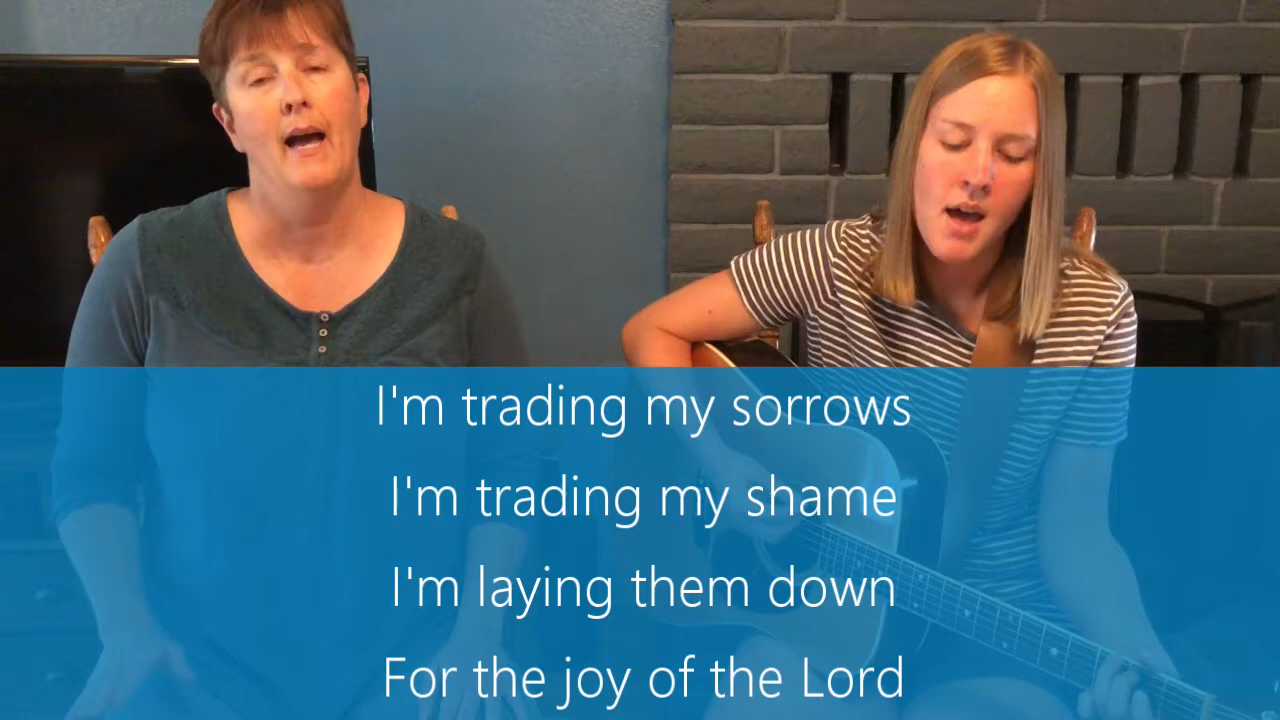 I'm trading my sorrows
I'm trading my shame
I'm laying them down
For the joy of the Lord